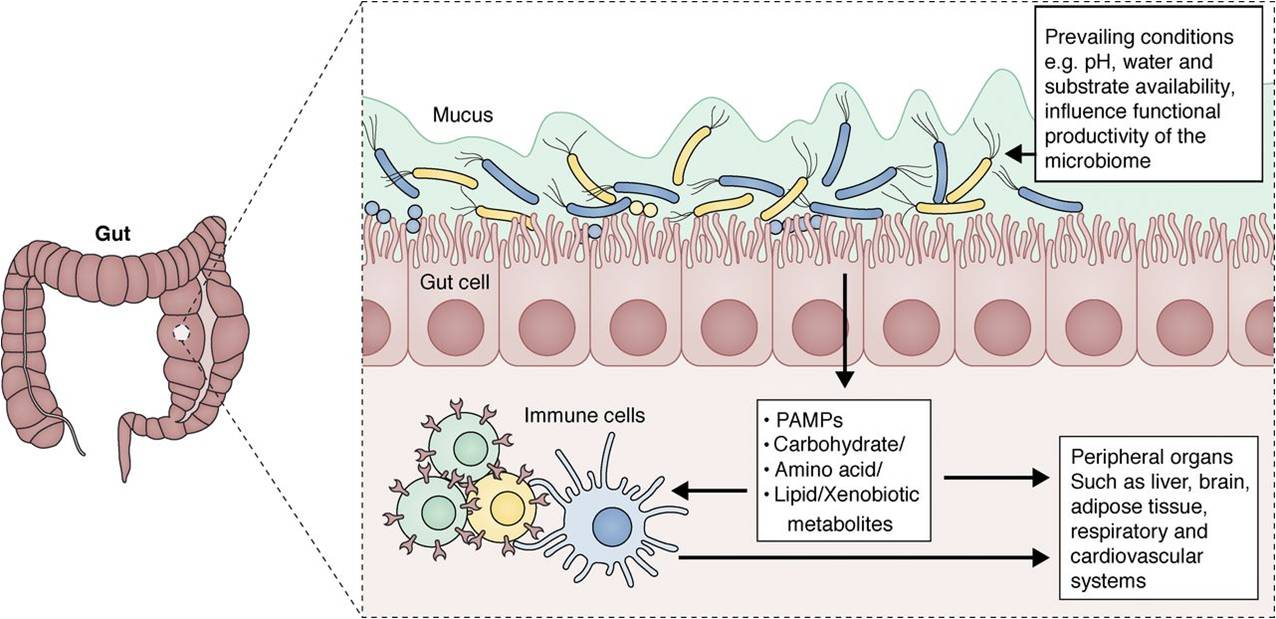 Prevailing conditions
e.g. pH, water and
substrate availability,
influence functional
productivity of the
microbiome
Mucus
Gut
Gut cell
Immune cells
• PAMPs
• Carbohydrate/
• Amino acid/
• Lipid/Xenobiotic
metabolites
Peripheral organs
Such as liver, brain,
adipose tissue,
respiratory and
cardiovascular
systems